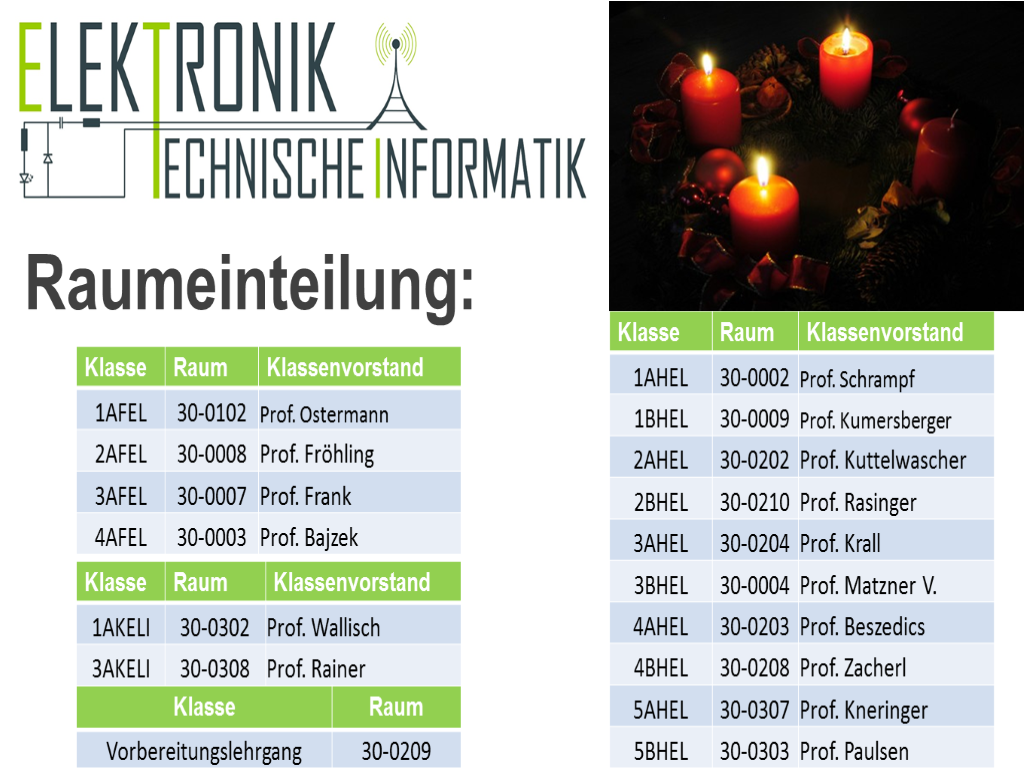 ELEKTRONIK
TECHNISCHE INFORMATIK
Raumeinteilung:
Klasse Raum Klassenvorstand
1AFEL 30-0102 Prof. Ostermann
2AFEL 30-0008 Prof. Fröhling
3AFEL 30-0007 Prof. Frank
4AFEL 30-0003 Prof. Bajzek
Klasse Raum Klassenvorstand
1AKELI 30-0302 Prof. Wallisch
3AKELI 30-0308 Prof. Rainer
Klasse Raum
Vorbereitungslehrgang 30-0209
Klasse Raum Klassenvorstand
1AHEL 30-0002 Prof. Schrampf
1BHEL 30-0009 Prof. Kumersberger
2AHEL 30-0202 Prof. Kuttelwascher
2BHEL 30-0210 Prof. Rasinger
3AHEL 30-0204 Prof. Krall
3BHEL 30-0004 Prof. Matzner V.
4AHEL 30-0203 Prof. Beszedics
4BHEL 30-0208 Prof. Zacherl
5AHEL 30-0307 Prof. Kneringer
5BHEL 30-0303 Prof. Paulsen